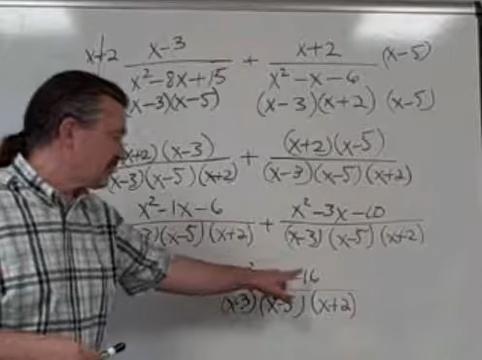 x+2 x-3 + x+2 (x-5)
x²-8x+15 x²-x-6
(x-3)(x-5) (x-3)(x+2) (x-5)
x+2) (x-3) + (x+2)(x-5)
x-3)(x-5)(x+2) (x-3)(x-5)(x+2)
x²-1x-6 + x²-3x-10
3)(x-5)(x+2) (x-3)(x-5)(x+2)
² -16
(x-3)(x-5)(x+2)